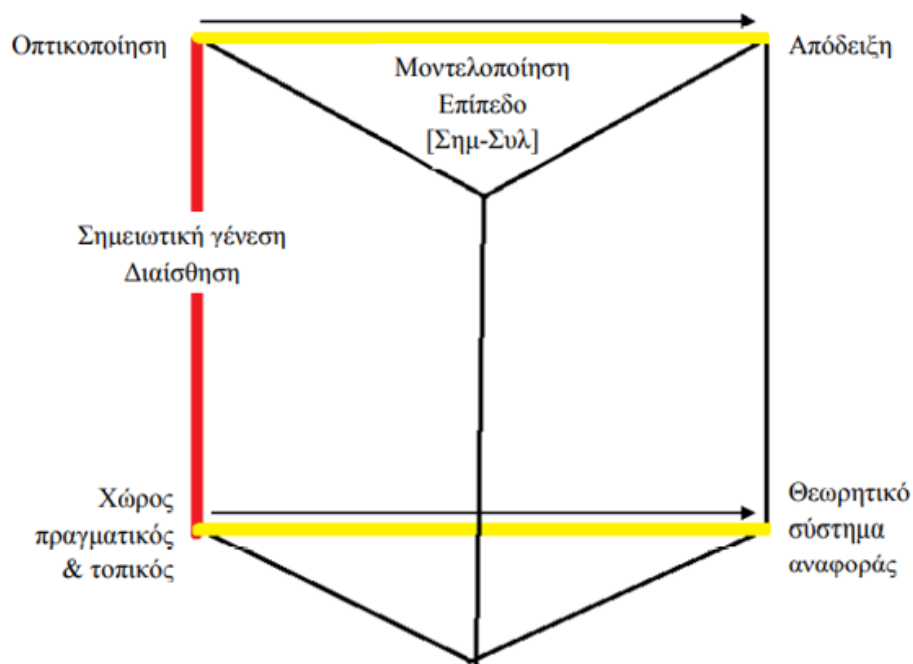 Οπτικοποίηση
Απόδειξη
Μοντελοποίηση
Επίπεδο
[Σημ-Συλ]
Σημειωτική γένεση
Διαίσθηση
Χώρος
πραγματικός
& τοπικός
Θεωρητικό
σύστημα
αναφοράς